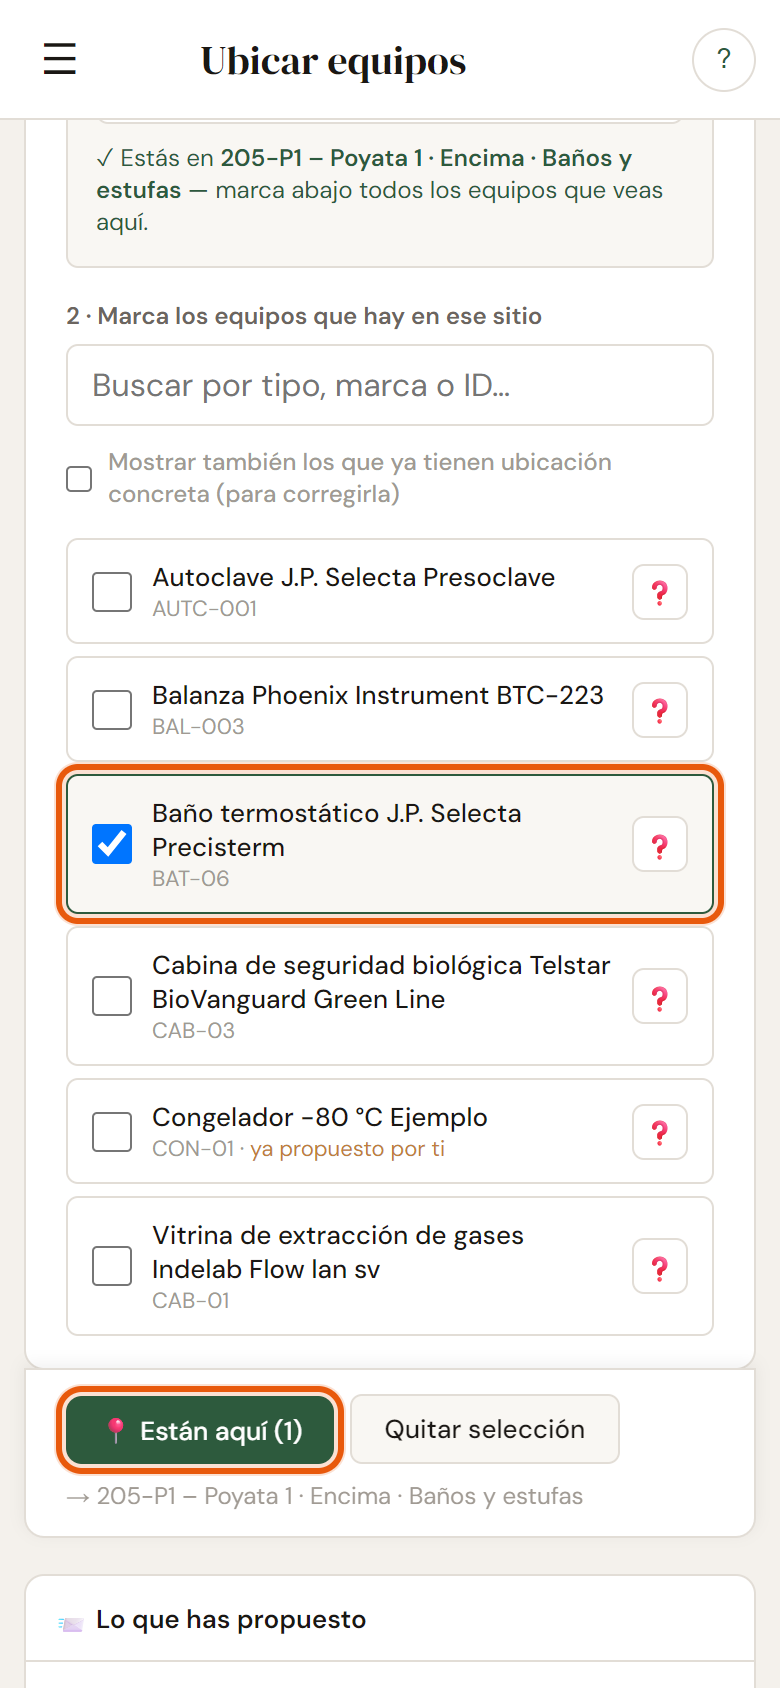 ☰ Ubicar equipos ?
✓ Estás en 205-P1 – Poyata 1 · Encima · Baños y
estufas — marca abajo todos los equipos que veas
aquí.
2 · Marca los equipos que hay en ese sitio
Buscar por tipo, marca o ID...
Mostrar también los que ya tienen ubicación
concreta (para corregirla)
Autoclave J.P. Selecta Presoclave
AUTC-001
❓
Balanza Phoenix Instrument BTC-223
BAL-003
❓
Baño termostático J.P. Selecta
Precisterm
BAT-06
❓
Cabina de seguridad biológica Telstar
BioVanguard Green Line
CAB-03
❓
Congelador -80 °C Ejemplo
CON-01 · ya propuesto por ti
❓
Vitrina de extracción de gases
Indelab Flow lan sv
CAB-01
❓
📍 Están aquí (1)
Quitar selección
→ 205-P1 – Poyata 1 · Encima · Baños y estufas
📨 Lo que has propuesto